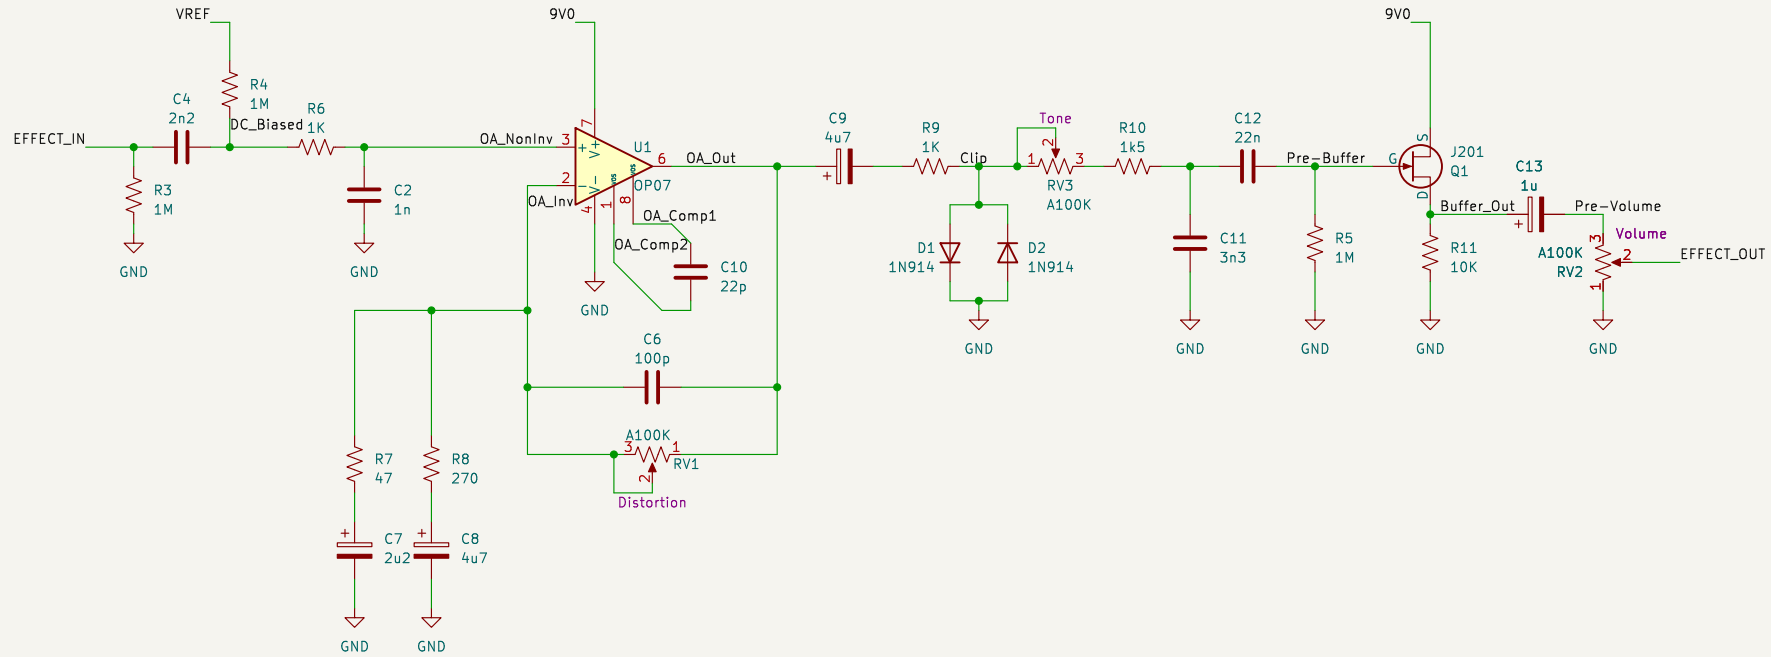 VREF
9V0
9V0
R4
1M
C4
2n2
R6
1K
DC_Biased
EFFECT_IN
OA_NonInv
3
7
+
V+
U1
6
OA_Out
C9
4u7
+
R9
1K
Clip
Tone
2
1
3
RV3
A100K
R10
1k5
C12
22n
Pre-Buffer
G
S
D
J201
Q1
C13
1u
+
Buffer_Out
Pre-Volume
Volume
R3
1M
C2
1n
2
-
V-
VOS
VOS
OP07
OA_Inv
4
1
8
OA_Comp1
OA_Comp2
C10
22p
D1
1N914
D2
1N914
C11
3n3
R5
1M
R11
10K
A100K
RV2
3
2
1
EFFECT_OUT
GND
GND
GND
GND
GND
GND
GND
GND
C6
100p
A100K
3
1
RV1
2
Distortion
R7
47
R8
270
+
C7
2u2
+
C8
4u7
GND
GND